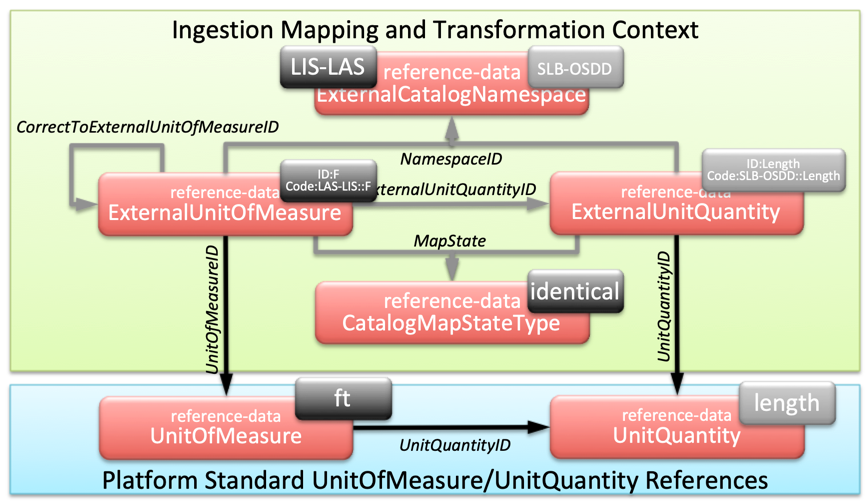 Ingestion Mapping and Transformation Context
LIS-LAS
reference-data
SLB-OSDD
ExternalCatalogNamespace
CorrectToExternalUnitOfMeasureID
NamespaceID
ID:F
Code:LAS-LIS::F
ID:Length
Code:SLB-OSDD::Length
reference-data
ExternalUnitOfMeasure
xternalUnitQuantityID
reference-data
ExternalUnitQuantity
MapState
UnitOfMeasureID
UnitQuantityID
reference-data
identical
CatalogMapStateType
ft
length
reference-data
UnitOfMeasure
UnitQuantityID
reference-data
UnitQuantity
Platform Standard UnitOfMeasure/UnitQuantity References